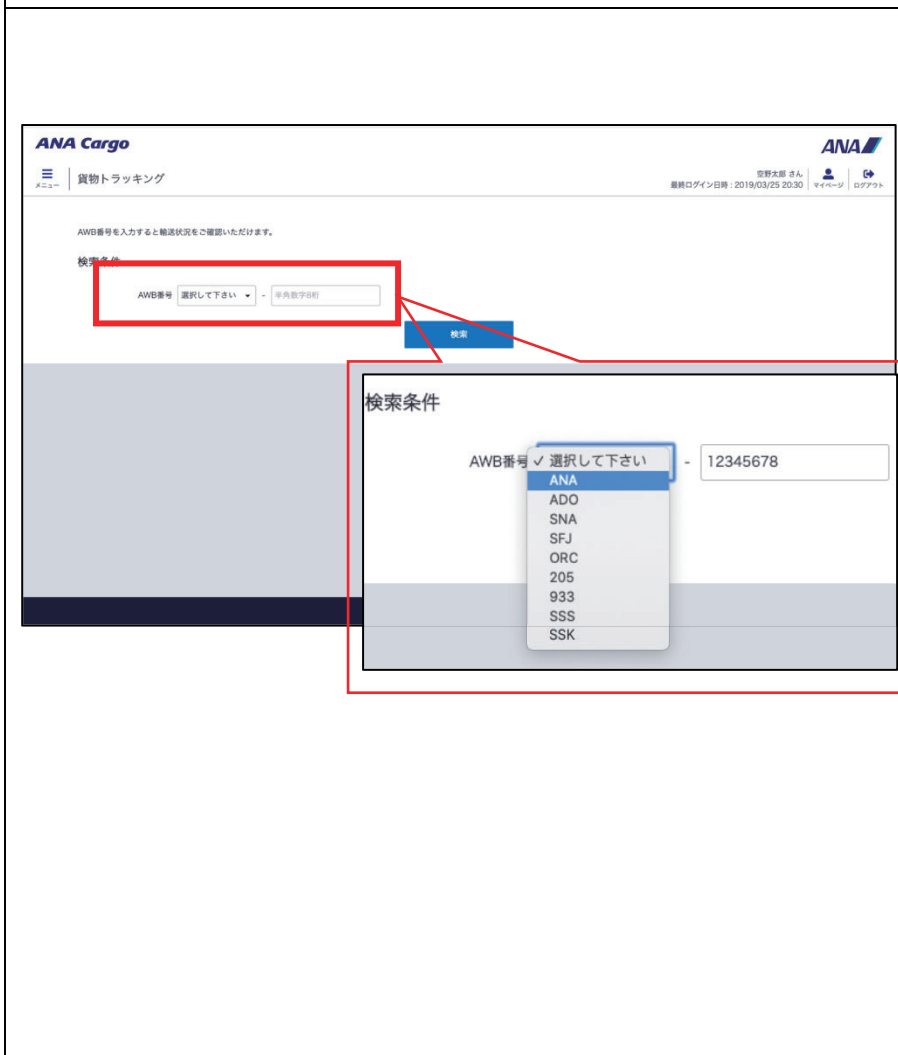 ANA Cargo
ANA
メニュー
貨物トラッキング
空野太郎 さん
最終ログイン日時 : 2019/03/25 20:30
マイページ
ログアウト
AWB番号を入力すると輸送状況をご確認いただけます。
検索条件
AWB番号 選択して下さい - 半角数字8桁
検索
検索条件
AWB番号 ✓ 選択して下さい - 12345678
ANA
ADO
SNA
SFJ
ORC
205
933
SSS
SSK